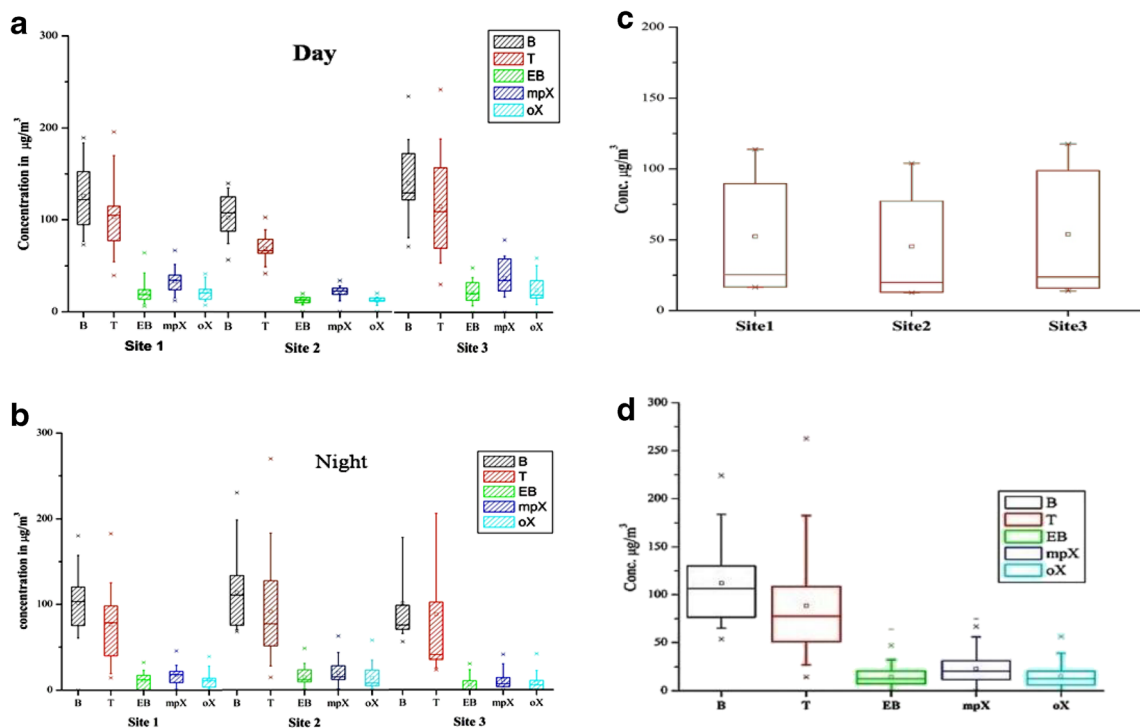 a
Day
B
T
EB
mpX
oX
300
200
100
0
Concentration in µg/m³
B T EB mpX oX B T EB mpX oX B T EB mpX oX
Site 1 Site 2 Site 3
b
Night
B
T
EB
mpX
oX
300
200
100
0
concentration in µg/m³
B T EB mpX oX B T EB mpX oX B T EB mpX oX
Site 1 Site 2 Site 3
c
200
150
100
50
0
Conc. µg/m³
Site1 Site2 Site3
d
B
T
EB
mpX
oX
300
250
200
150
100
50
0
Conc. µg/m³
B T EB mpX oX